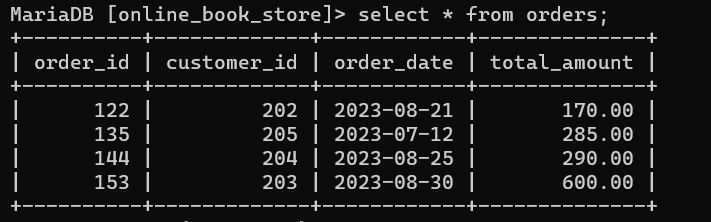 MariaDB [online_book_store]> select * from orders;
+----------+-------------+------------+--------------+
| order_id | customer_id | order_date | total_amount |
+----------+-------------+------------+--------------+
|      122 |         202 | 2023-08-21 |       170.00 |
|      135 |         205 | 2023-07-12 |       285.00 |
|      144 |         204 | 2023-08-25 |       290.00 |
|      153 |         203 | 2023-08-30 |       600.00 |
+----------+-------------+------------+--------------+